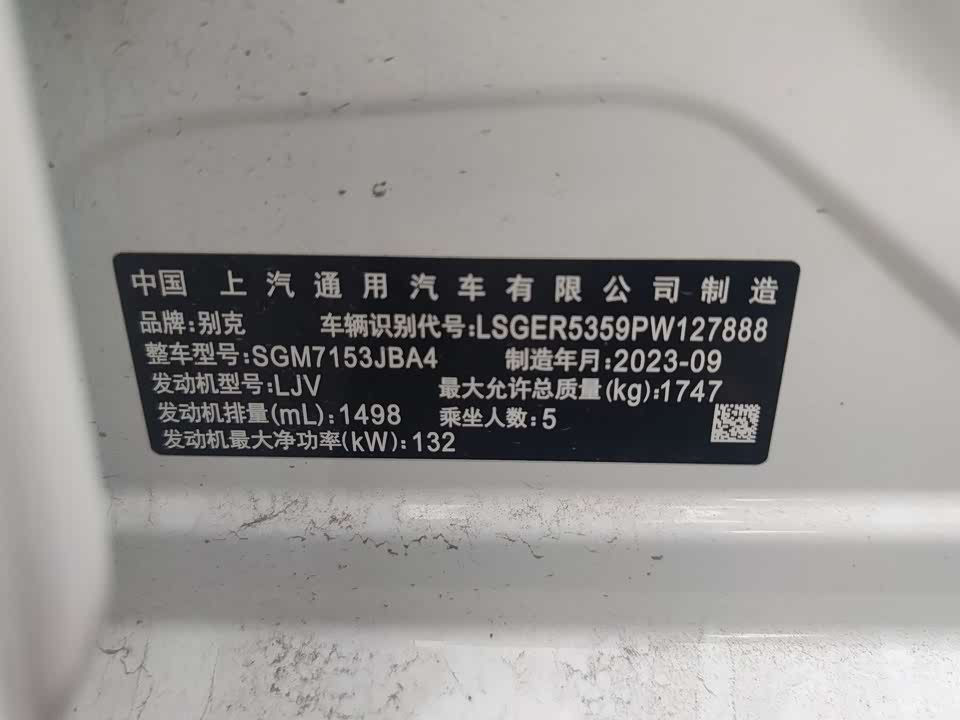 中国 上汽通用汽车有限公司制造
品牌:别克 车辆识别代号:LSGER5359PW127888
整车型号:SGM7153JBA4 制造年月:2023-09
发动机型号:LJV 最大允许总质量(kg):1747
发动机排量(mL):1498 乘坐人数:5
发动机最大净功率(kW):132